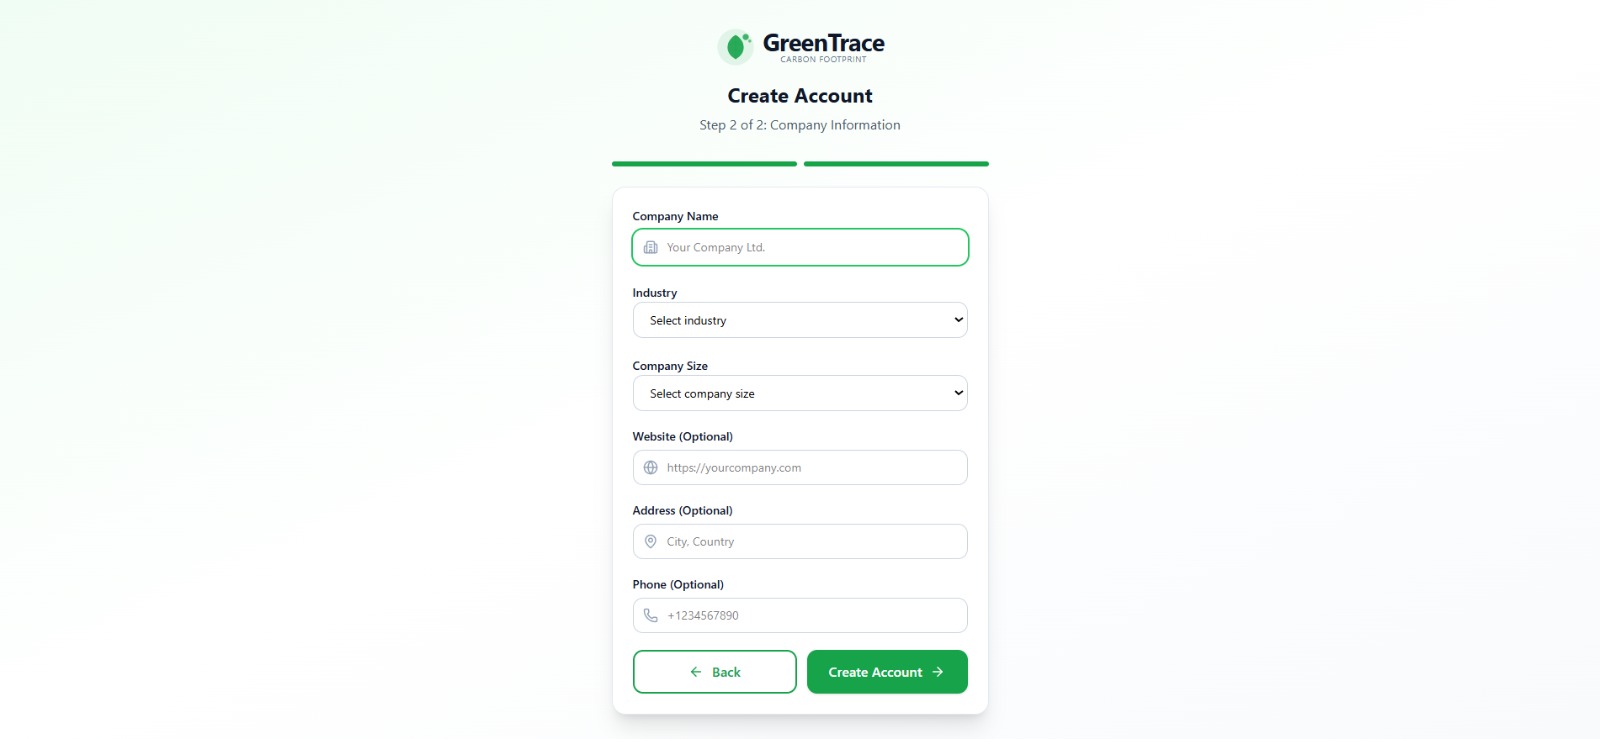 GreenTrace
CARBON FOOTPRINT
Create Account
Step 2 of 2: Company Information
Company Name
Your Company Ltd.
Industry
Select industry
Company Size
Select company size
Website (Optional)
https://yourcompany.com
Address (Optional)
City, Country
Phone (Optional)
+1234567890
Back
Create Account